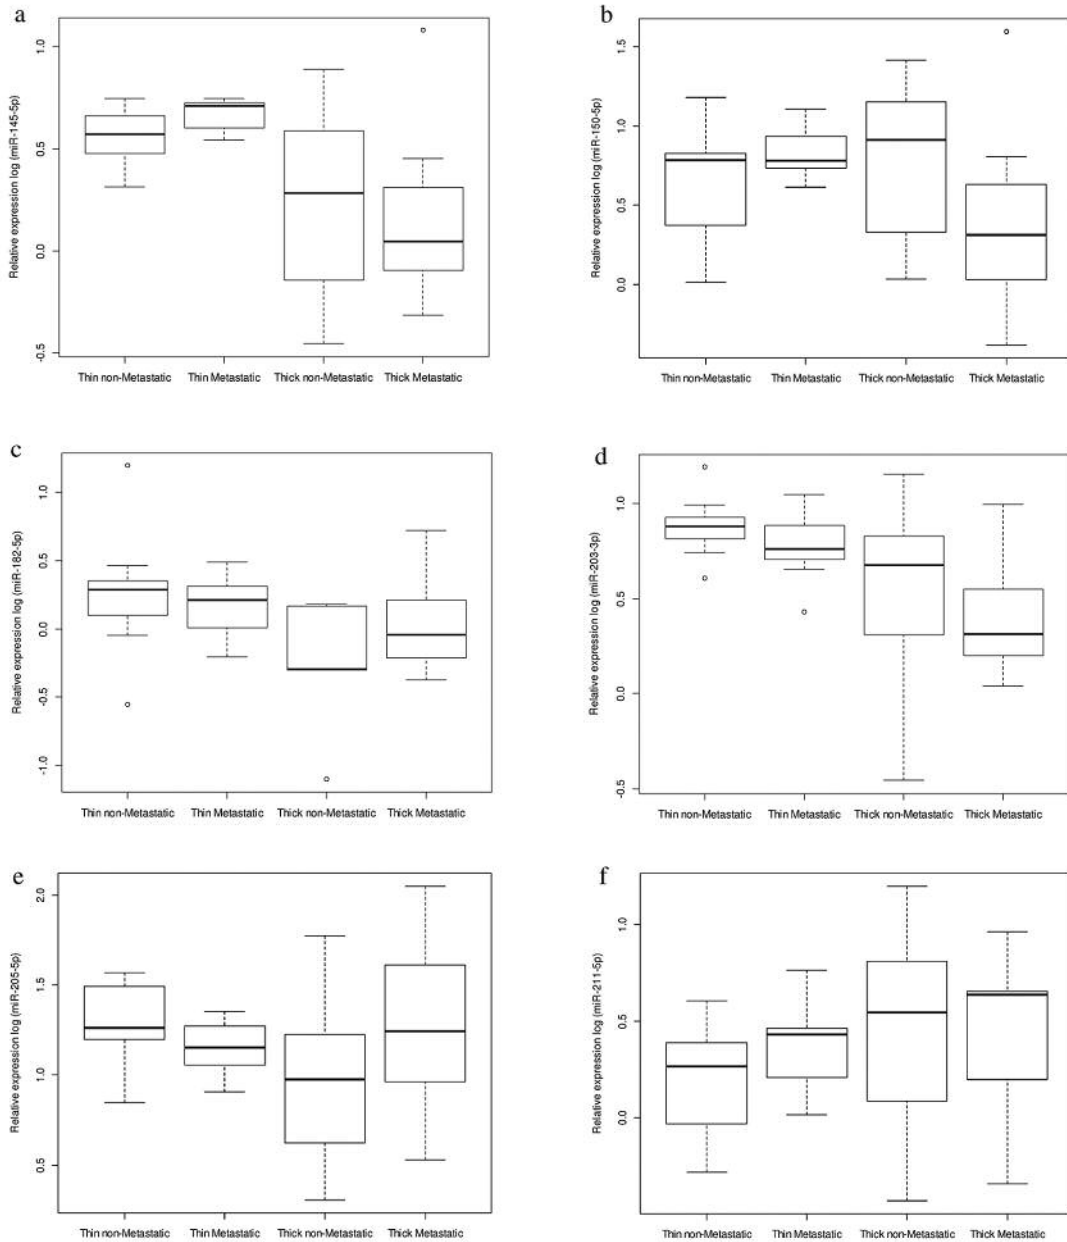 a
Relative expression log (miR-145-5p)
1.0
0.5
0.0
-0.5
Thin non-Metastatic Thin Metastatic Thick non-Metastatic Thick Metastatic
b
Relative expression log (miR-150-5p)
1.5
1.0
0.5
0.0
Thin non-Metastatic Thin Metastatic Thick non-Metastatic Thick Metastatic
c
Relative expression log (miR-182-5p)
1.0
0.5
0.0
-0.5
-1.0
Thin non-Metastatic Thin Metastatic Thick non-Metastatic Thick Metastatic
d
Relative expression log (miR-203-3p)
1.0
0.5
0.0
-0.5
Thin non-Metastatic Thin Metastatic Thick non-Metastatic Thick Metastatic
e
Relative expression log (miR-205-5p)
2.0
1.5
1.0
0.5
Thin non-Metastatic Thin Metastatic Thick non-Metastatic Thick Metastatic
f
Relative expression log (miR-211-5p)
1.0
0.5
0.0
Thin non-Metastatic Thin Metastatic Thick non-Metastatic Thick Metastatic